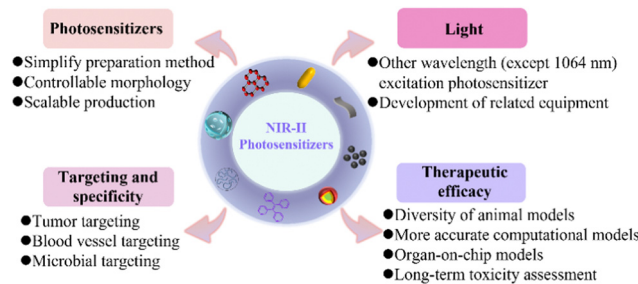 Photosensitizers
●Simplify preparation method
●Controllable morphology
●Scalable production
Light
●Other wavelength (except 1064 nm)
excitation photosensitizer
●Development of related equipment
NIR-II
Photosensitizers
Targeting and
specificity
●Tumor targeting
●Blood vessel targeting
●Microbial targeting
Therapeutic
efficacy
●Diversity of animal models
●More accurate computational models
●Organ-on-chip models
●Long-term toxicity assessment